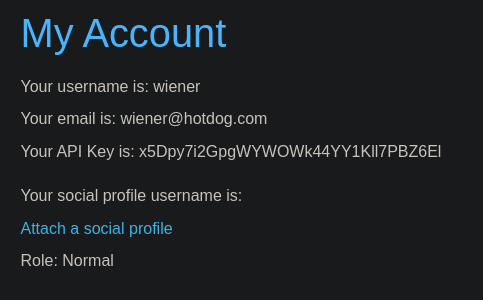 My Account
Your username is: wiener
Your email is: wiener@hotdog.com
Your API Key is: x5Dpy7i2GpgWYWOWk44YY1Kll7PBZ6El
Your social profile username is:
Attach a social profile
Role: Normal